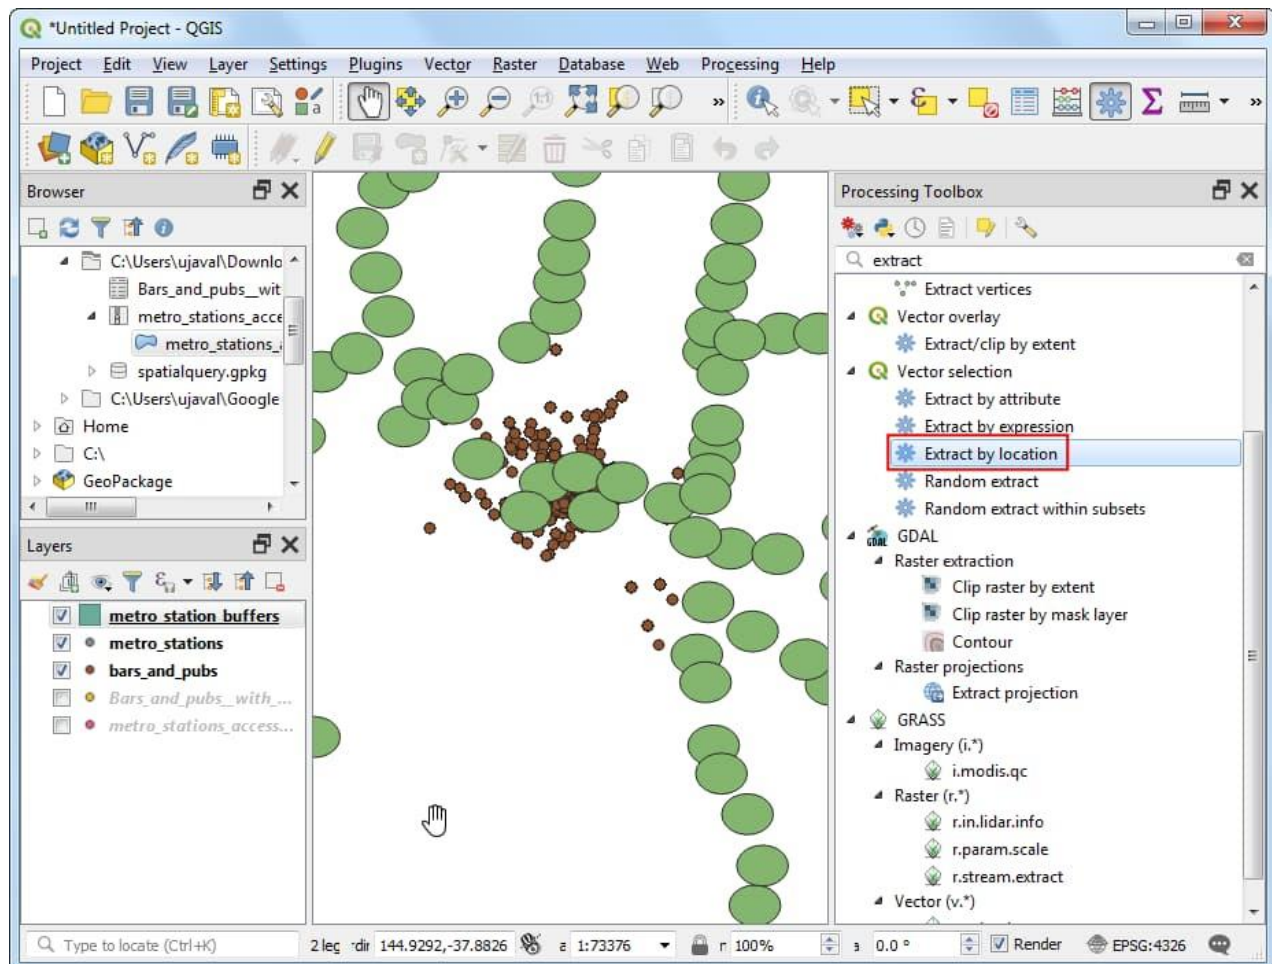 *Untitled Project - QGIS
Project Edit View Layer Settings Plugins Vector Raster Database Web Processing Help
Browser
C:\Users\ujaval\Downlo
Bars_and_pubs__wit
metro_stations_acce
metro_stations_
spatialquery.gpkg
C:\Users\ujaval\Google
Home
C:\
GeoPackage
Layers
metro_station_buffers
metro_stations
bars_and_pubs
Bars_and_pubs__with_...
metro_stations_access...
Processing Toolbox
extract
Extract vertices
Vector overlay
Extract/clip by extent
Vector selection
Extract by attribute
Extract by expression
Extract by location
Random extract
Random extract within subsets
GDAL
Raster extraction
Clip raster by extent
Clip raster by mask layer
Contour
Raster projections
Extract projection
GRASS
Imagery (i.*)
i.modis.qc
Raster (r.*)
r.in.lidar.info
r.param.scale
r.stream.extract
Vector (v.*)
Type to locate (Ctrl+K) 2 leg 144.9292,-37.8826 1:73376 100% 0.0 ° Render EPSG:4326